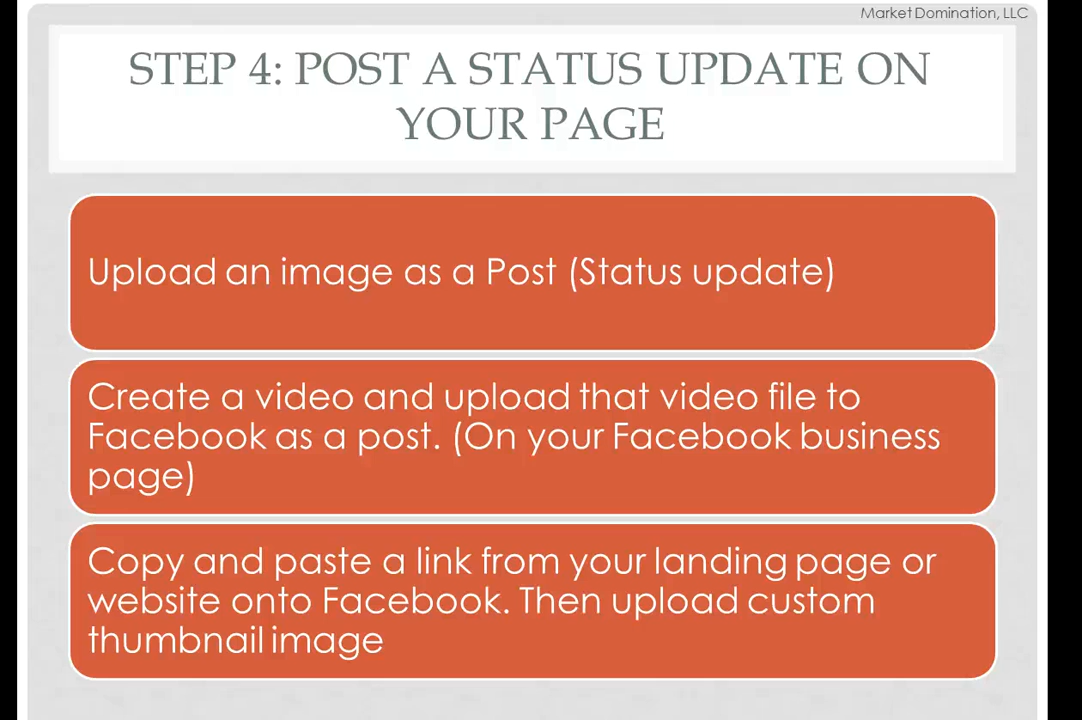 Market Domination, LLC
STEP 4: POST A STATUS UPDATE ON
YOUR PAGE
Upload an image as a Post (Status update)
Create a video and upload that video file to
Facebook as a post. (On your Facebook business
page)
Copy and paste a link from your landing page or
website onto Facebook. Then upload custom
thumbnail image